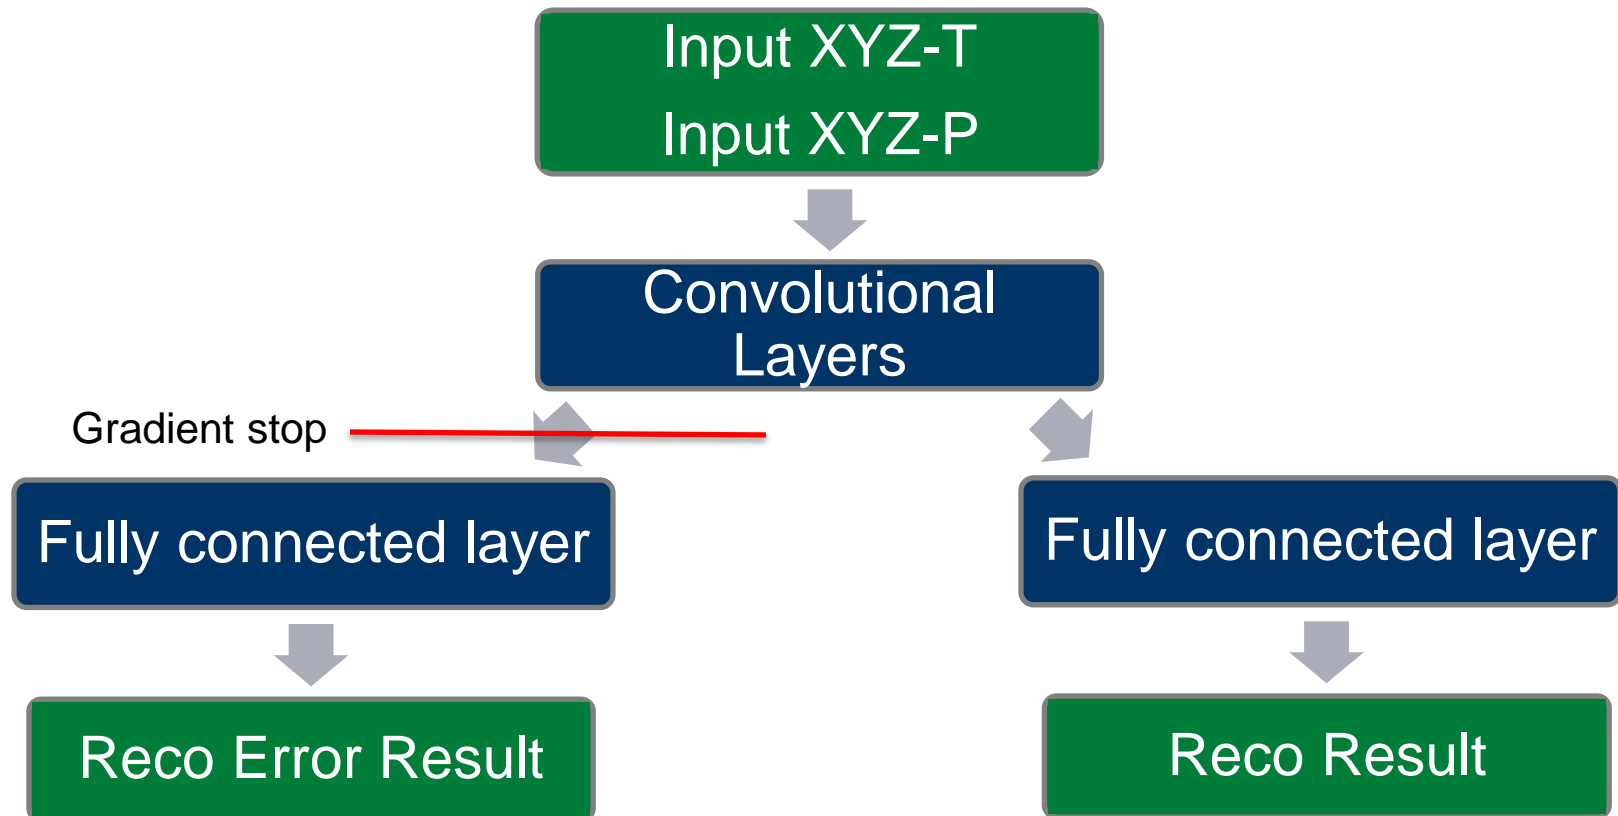 Input XYZ-T
Input XYZ-P
Convolutional
Layers
Gradient stop
Fully connected layer
Fully connected layer
Reco Error Result
Reco Result